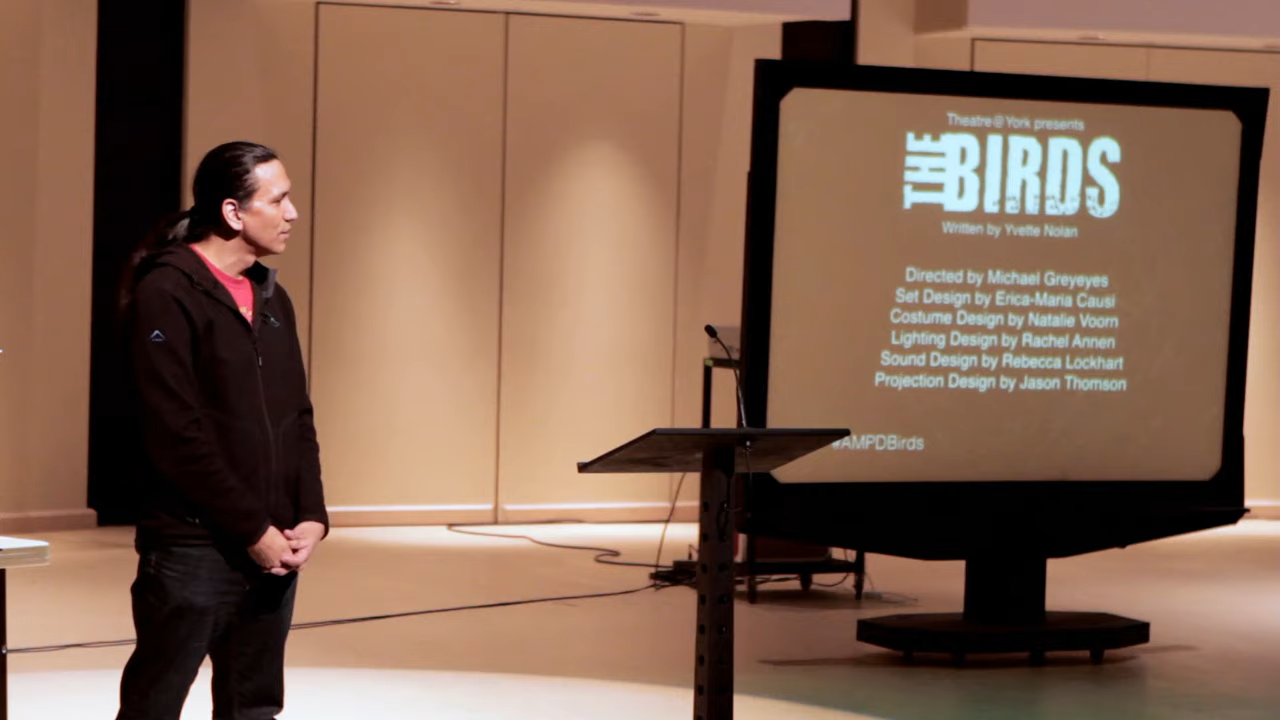 Theatre@York presents
THE BIRDS
Written by Yvette Nolan
Directed by Michael Greyeyes
Set Design by Erica-Maria Causi
Costume Design by Natalie Voorn
Lighting Design by Rachel Annen
Sound Design by Rebecca Lockhart
Projection Design by Jason Thomson
#AMPDBirds